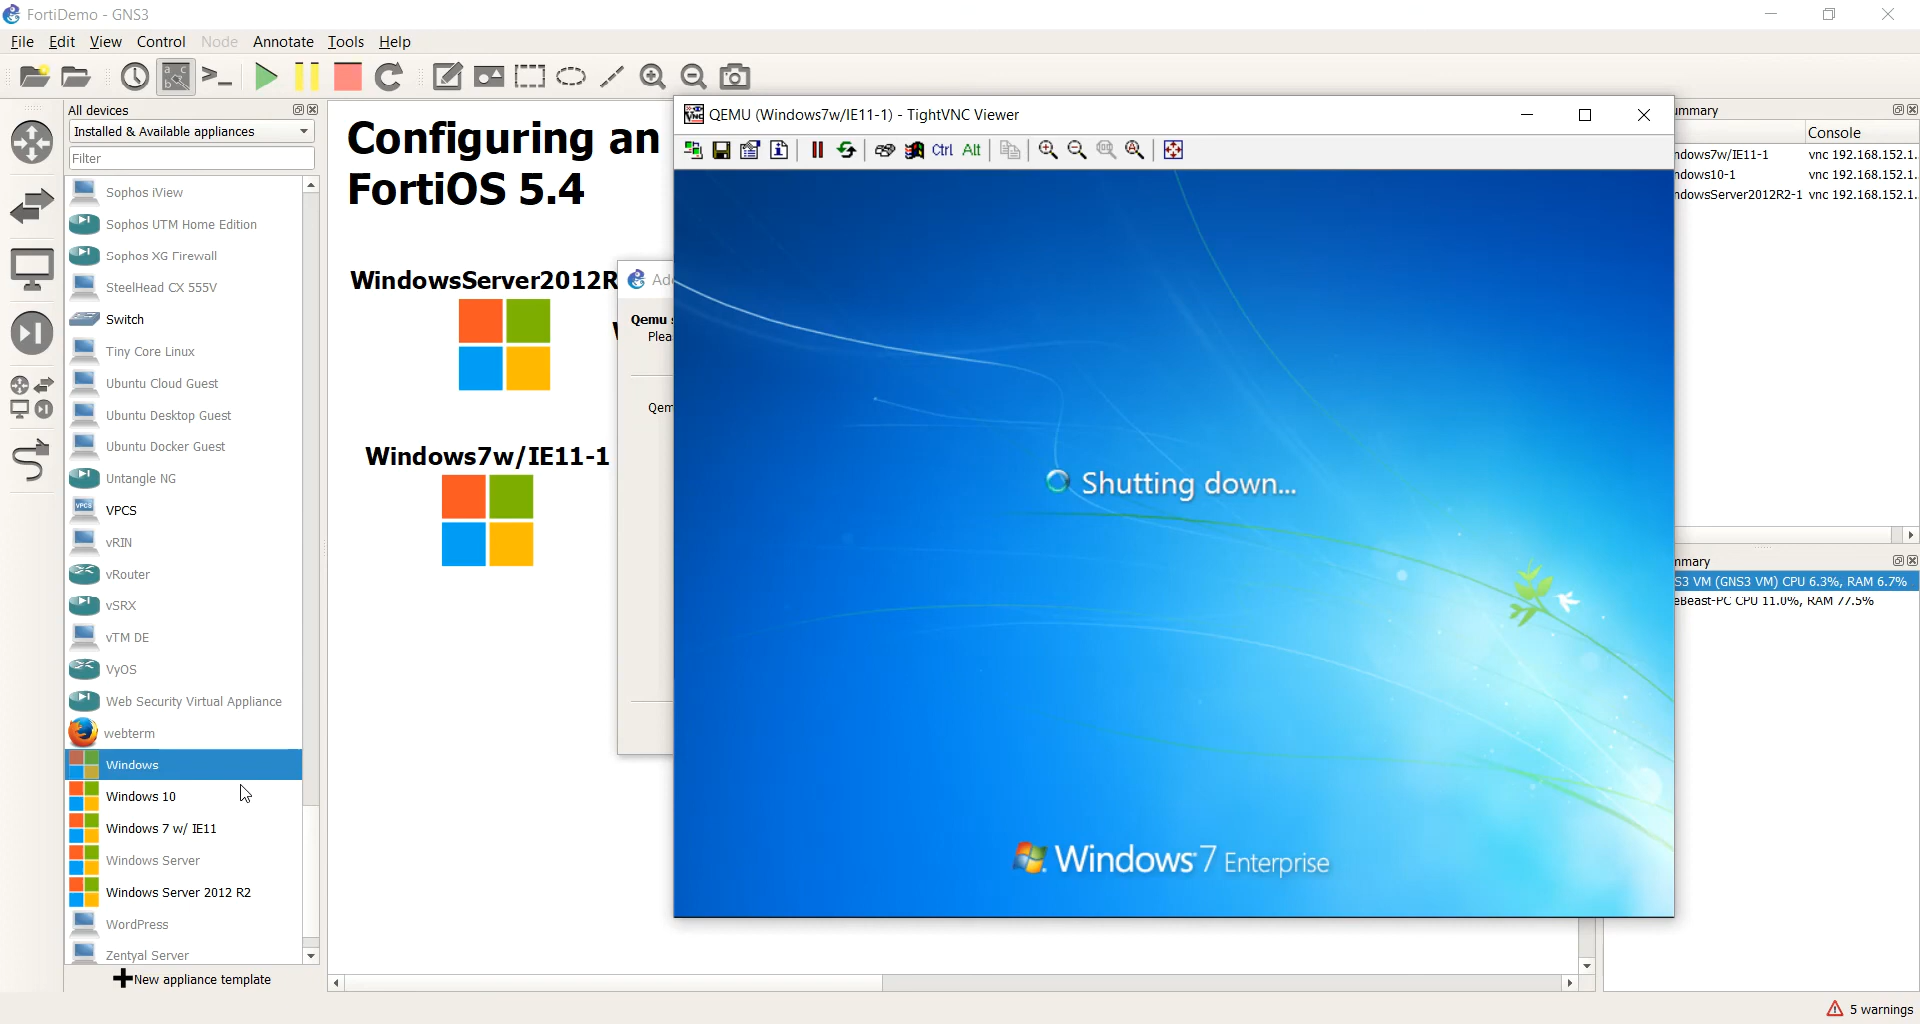 FortiDemo - GNS3
File Edit View Control Node Annotate Tools Help
All devices
Installed & Available appliances
Filter
Sophos iView
Sophos UTM Home Edition
Sophos XG Firewall
SteelHead CX 555V
Switch
Tiny Core Linux
Ubuntu Cloud Guest
Ubuntu Desktop Guest
Ubuntu Docker Guest
Untangle NG
VPCS
vRIN
vRouter
vSRX
vTM DE
VyOS
Web Security Virtual Appliance
webterm
Windows
Windows 10
Windows 7 w/ IE11
Windows Server
Windows Server 2012 R2
WordPress
Zentyal Server
New appliance template
Configuring an
FortiOS 5.4
WindowsServer2012R
Windows7w/IE11-1
Qemu
Plea
Qem
QEMU (Windows7w/IE11-1) - TightVNC Viewer
Ctrl Alt
Shutting down...
Windows 7 Enterprise
ummary
Console
ndows7w/IE11-1 vnc 192.168.152.1.
ndows10-1 vnc 192.168.152.1.
ndowsServer2012R2-1 vnc 192.168.152.1.
mmary
S3 VM (GNS3 VM) CPU 6.3%, RAM 6.7%
eBeast-PC CPU 11.0%, RAM 77.5%
5 warnings